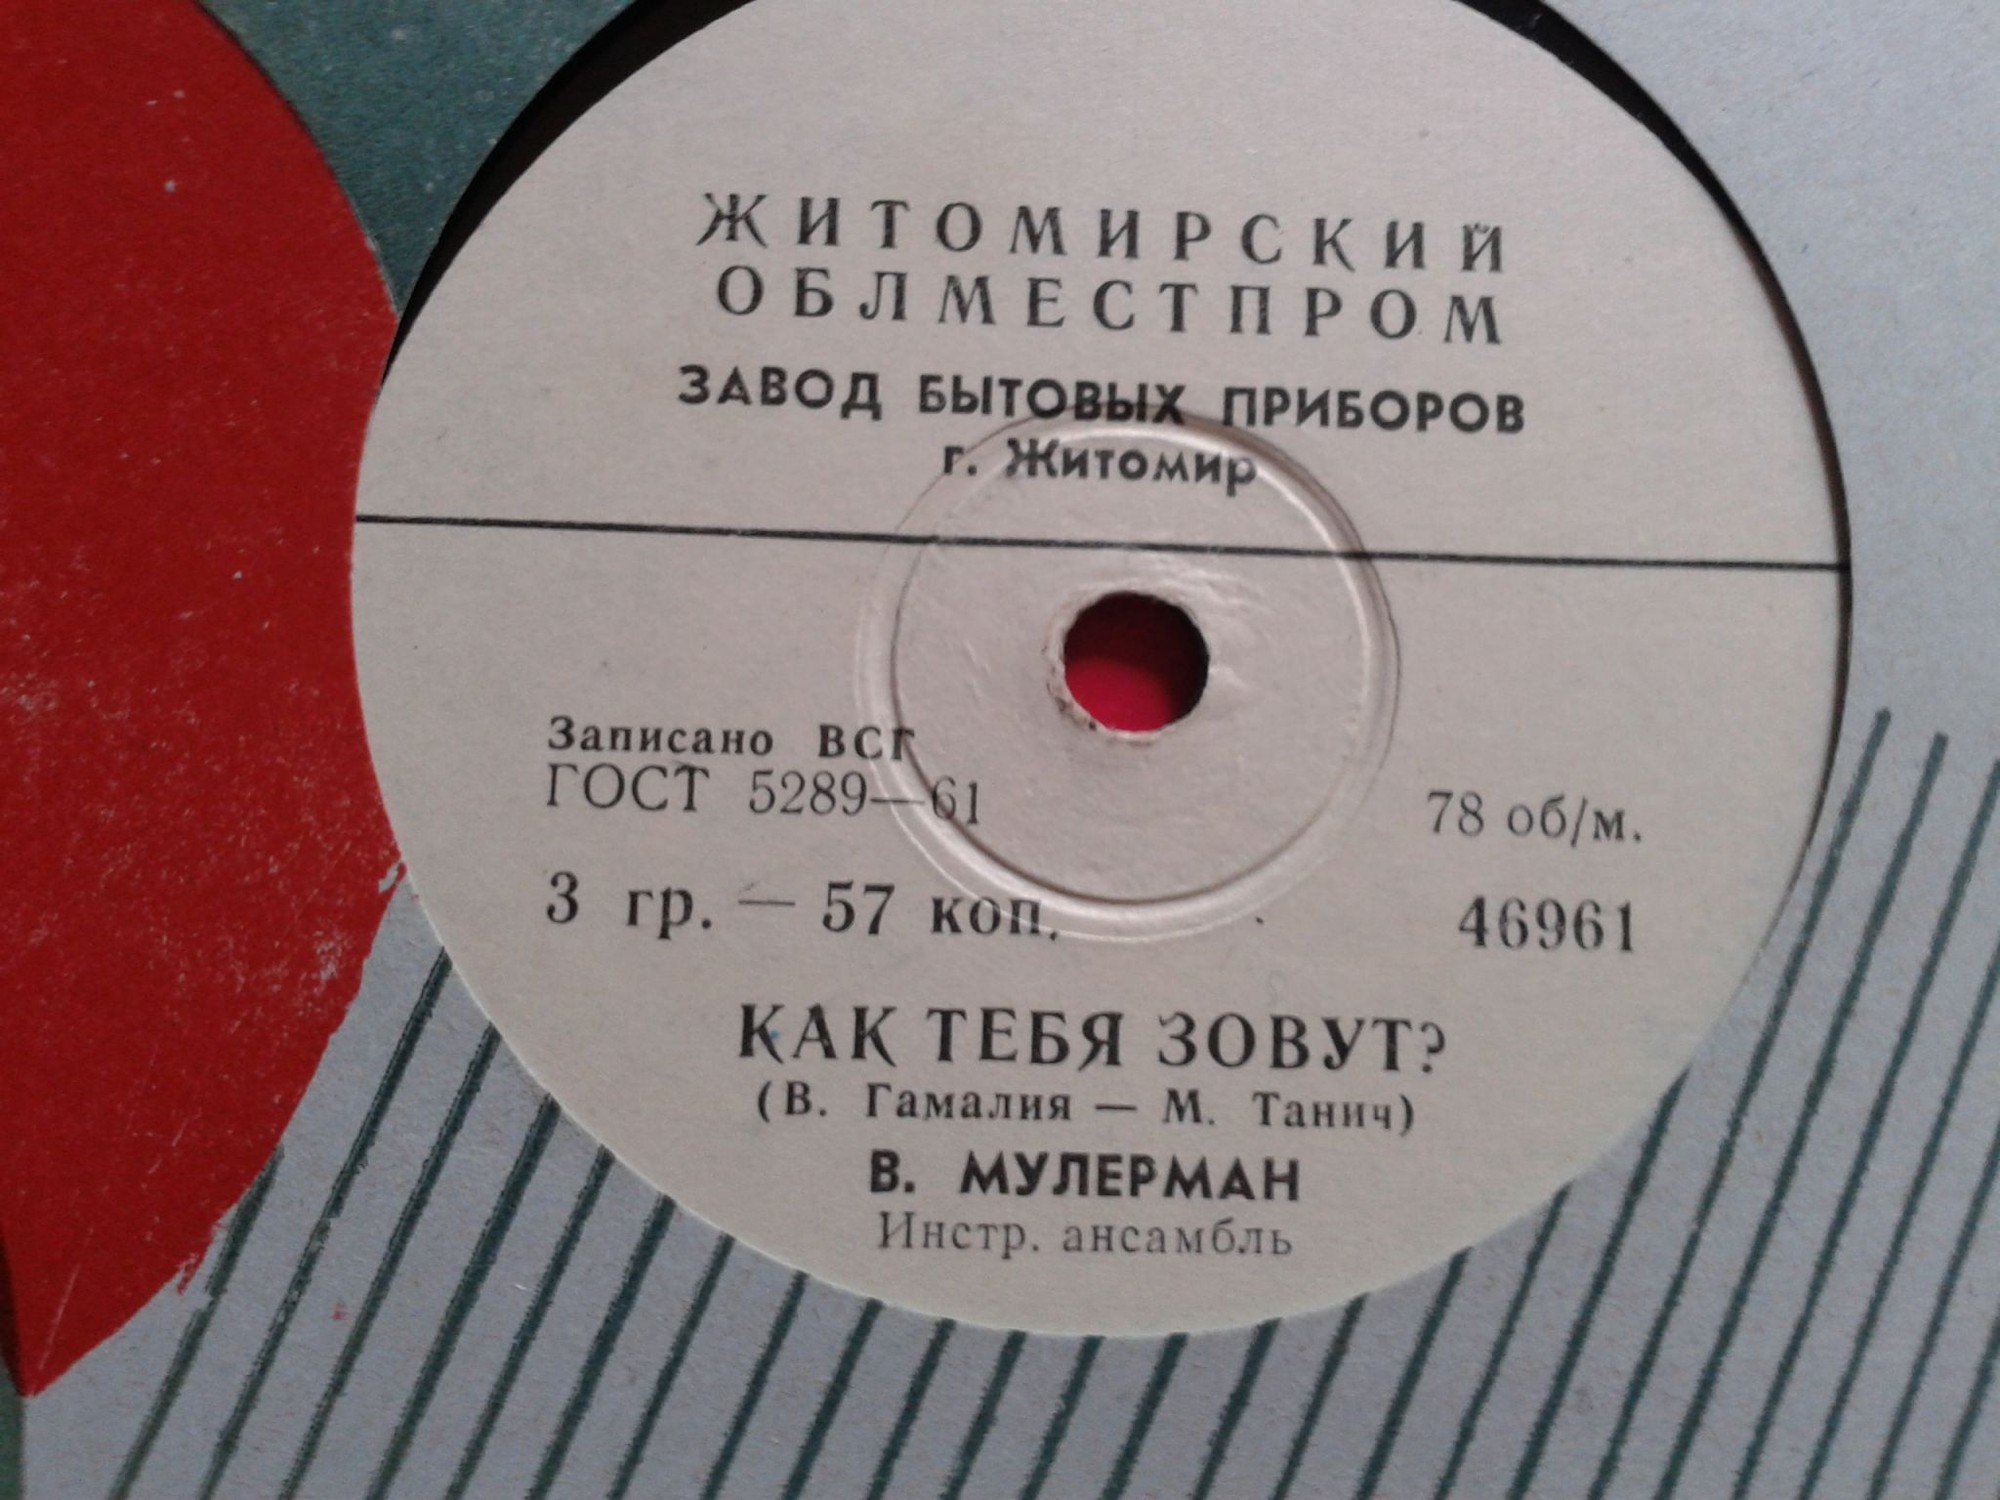 ЖИТОМИРСКИЙ
ОБЛМЕСТПРОМ
ЗАВОД БЫТОВЫХ ПРИБОРОВ
г. Житомир
Записано ВСГ
ГОСТ 5289—61
78 об/м.
3 гр. — 57 коп.
46961
КАК ТЕБЯ ЗОВУТ?
(В. Гамалия — М. Танич)
В. МУЛЕРМАН
Инстр. ансамбль